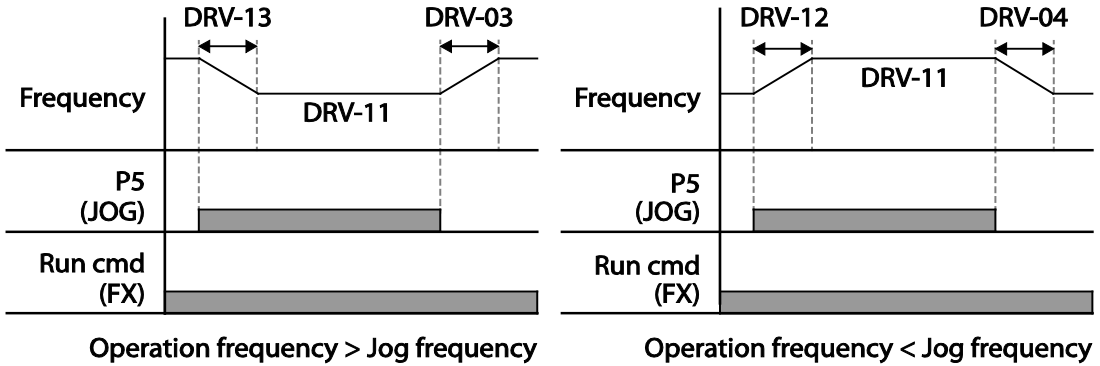 DRV-13
DRV-03
Frequency
DRV-11
P5
(JOG)
Run cmd
(FX)
Operation frequency > Jog frequency
DRV-12
DRV-04
Frequency
DRV-11
P5
(JOG)
Run cmd
(FX)
Operation frequency < Jog frequency